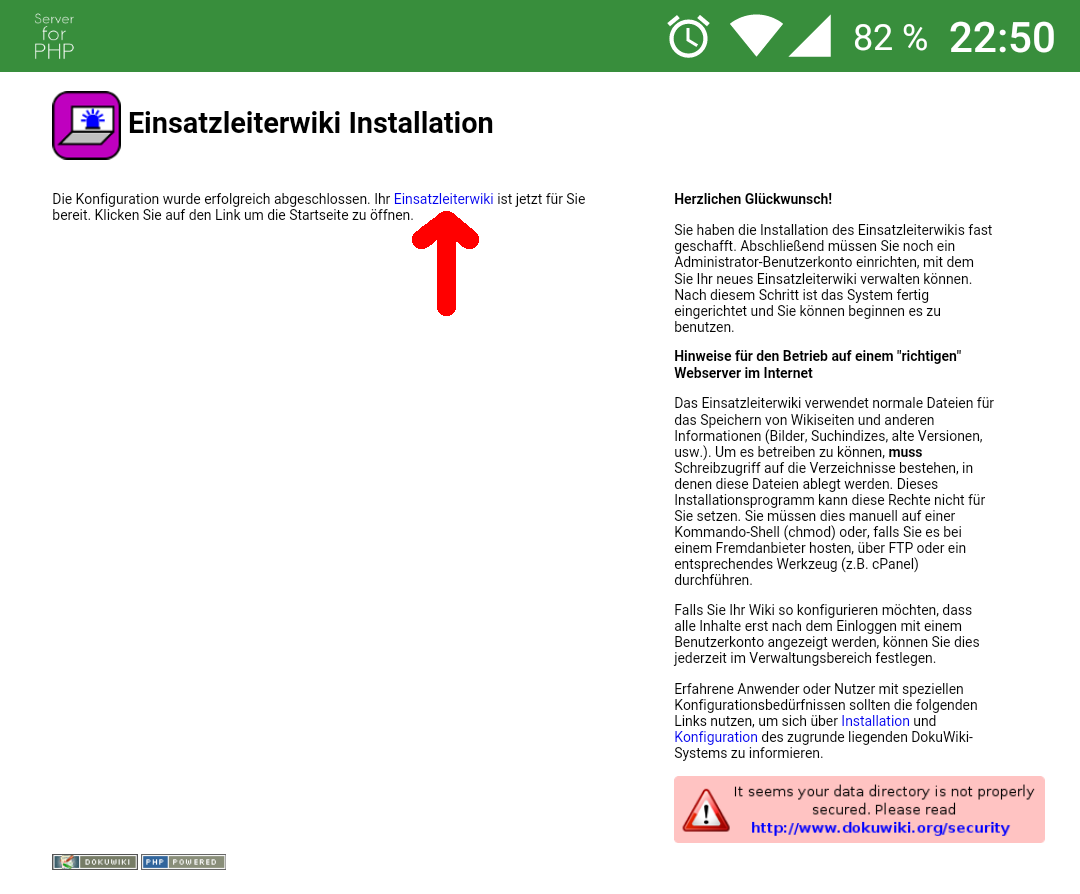 Server
for
PHP
82 % 22:50
Einsatzleiterwiki Installation
Die Konfiguration wurde erfolgreich abgeschlossen. Ihr Einsatzleiterwiki ist jetzt für Sie
bereit. Klicken Sie auf den Link um die Startseite zu öffnen.
Herzlichen Glückwunsch!
Sie haben die Installation des Einsatzleiterwikis fast
geschafft. Abschließend müssen Sie noch ein
Administrator-Benutzerkonto einrichten, mit dem
Sie Ihr neues Einsatzleiterwiki verwalten können.
Nach diesem Schritt ist das System fertig
eingerichtet und Sie können beginnen es zu
benutzen.
Hinweise für den Betrieb auf einem "richtigen"
Webserver im Internet
Das Einsatzleiterwiki verwendet normale Dateien für
das Speichern von Wikiseiten und anderen
Informationen (Bilder, Suchindizes, alte Versionen,
usw.). Um es betreiben zu können, muss
Schreibzugriff auf die Verzeichnisse bestehen, in
denen diese Dateien ablegt werden. Dieses
Installationsprogramm kann diese Rechte nicht für
Sie setzen. Sie müssen dies manuell auf einer
Kommando-Shell (chmod) oder, falls Sie es bei
einem Fremdanbieter hosten, über FTP oder ein
entsprechendes Werkzeug (z.B. cPanel)
durchführen.
Falls Sie Ihr Wiki so konfigurieren möchten, dass
alle Inhalte erst nach dem Einloggen mit einem
Benutzerkonto angezeigt werden, können Sie dies
jederzeit im Verwaltungsbereich festlegen.
Erfahrene Anwender oder Nutzer mit speziellen
Konfigurationsbedürfnissen sollten die folgenden
Links nutzen, um sich über Installation und
Konfiguration des zugrunde liegenden DokuWiki-
Systems zu informieren.
It seems your data directory is not properly
secured. Please read
http://www.dokuwiki.org/security
DOKUWIKI
PHP POWERED